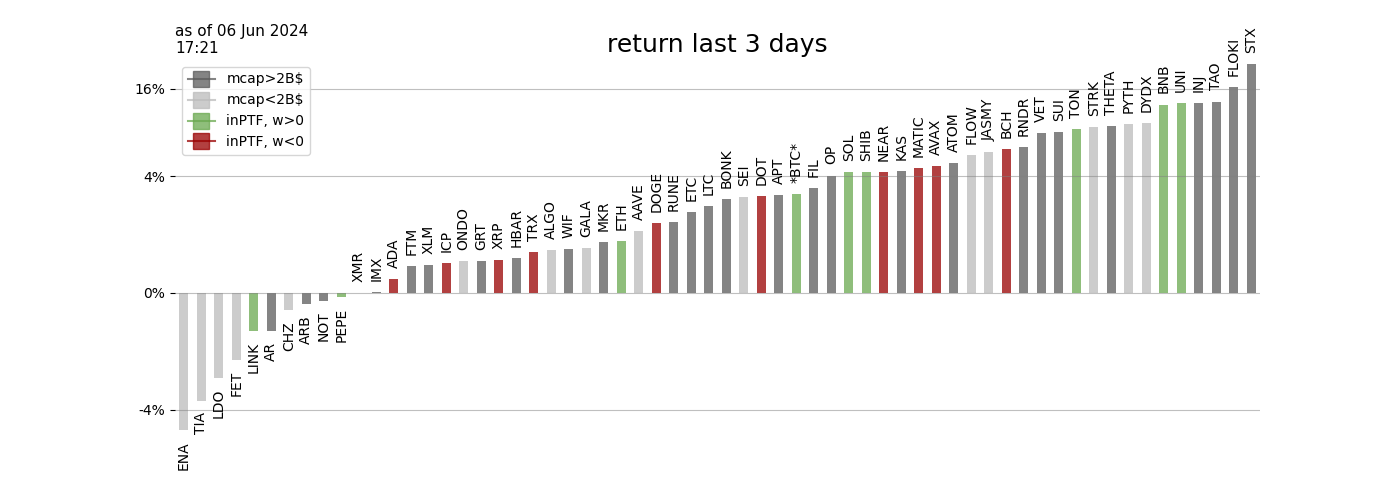 as of 06 Jun 2024
17:21
return last 3 days
mcap>2B$
mcap<2B$
inPTF, w>0
inPTF, w<0
16%
4%
0%
-4%
ENA
TIA
LDO
FET
LINK
AR
CHZ
ARB
NOT
PEPE
XMR
IMX
ADA
FTM
XLM
ICP
ONDO
GRT
XRP
HBAR
TRX
ALGO
WIF
GALA
MKR
ETH
AAVE
DOGE
RUNE
ETC
LTC
BONK
SEI
DOT
APT
*BTC*
FIL
OP
SOL
SHIB
NEAR
KAS
MATIC
AVAX
ATOM
FLOW
JASMY
BCH
RNDR
VET
SUI
TON
STRK
THETA
PYTH
DYDX
BNB
UNI
INJ
TAO
FLOKI
STX